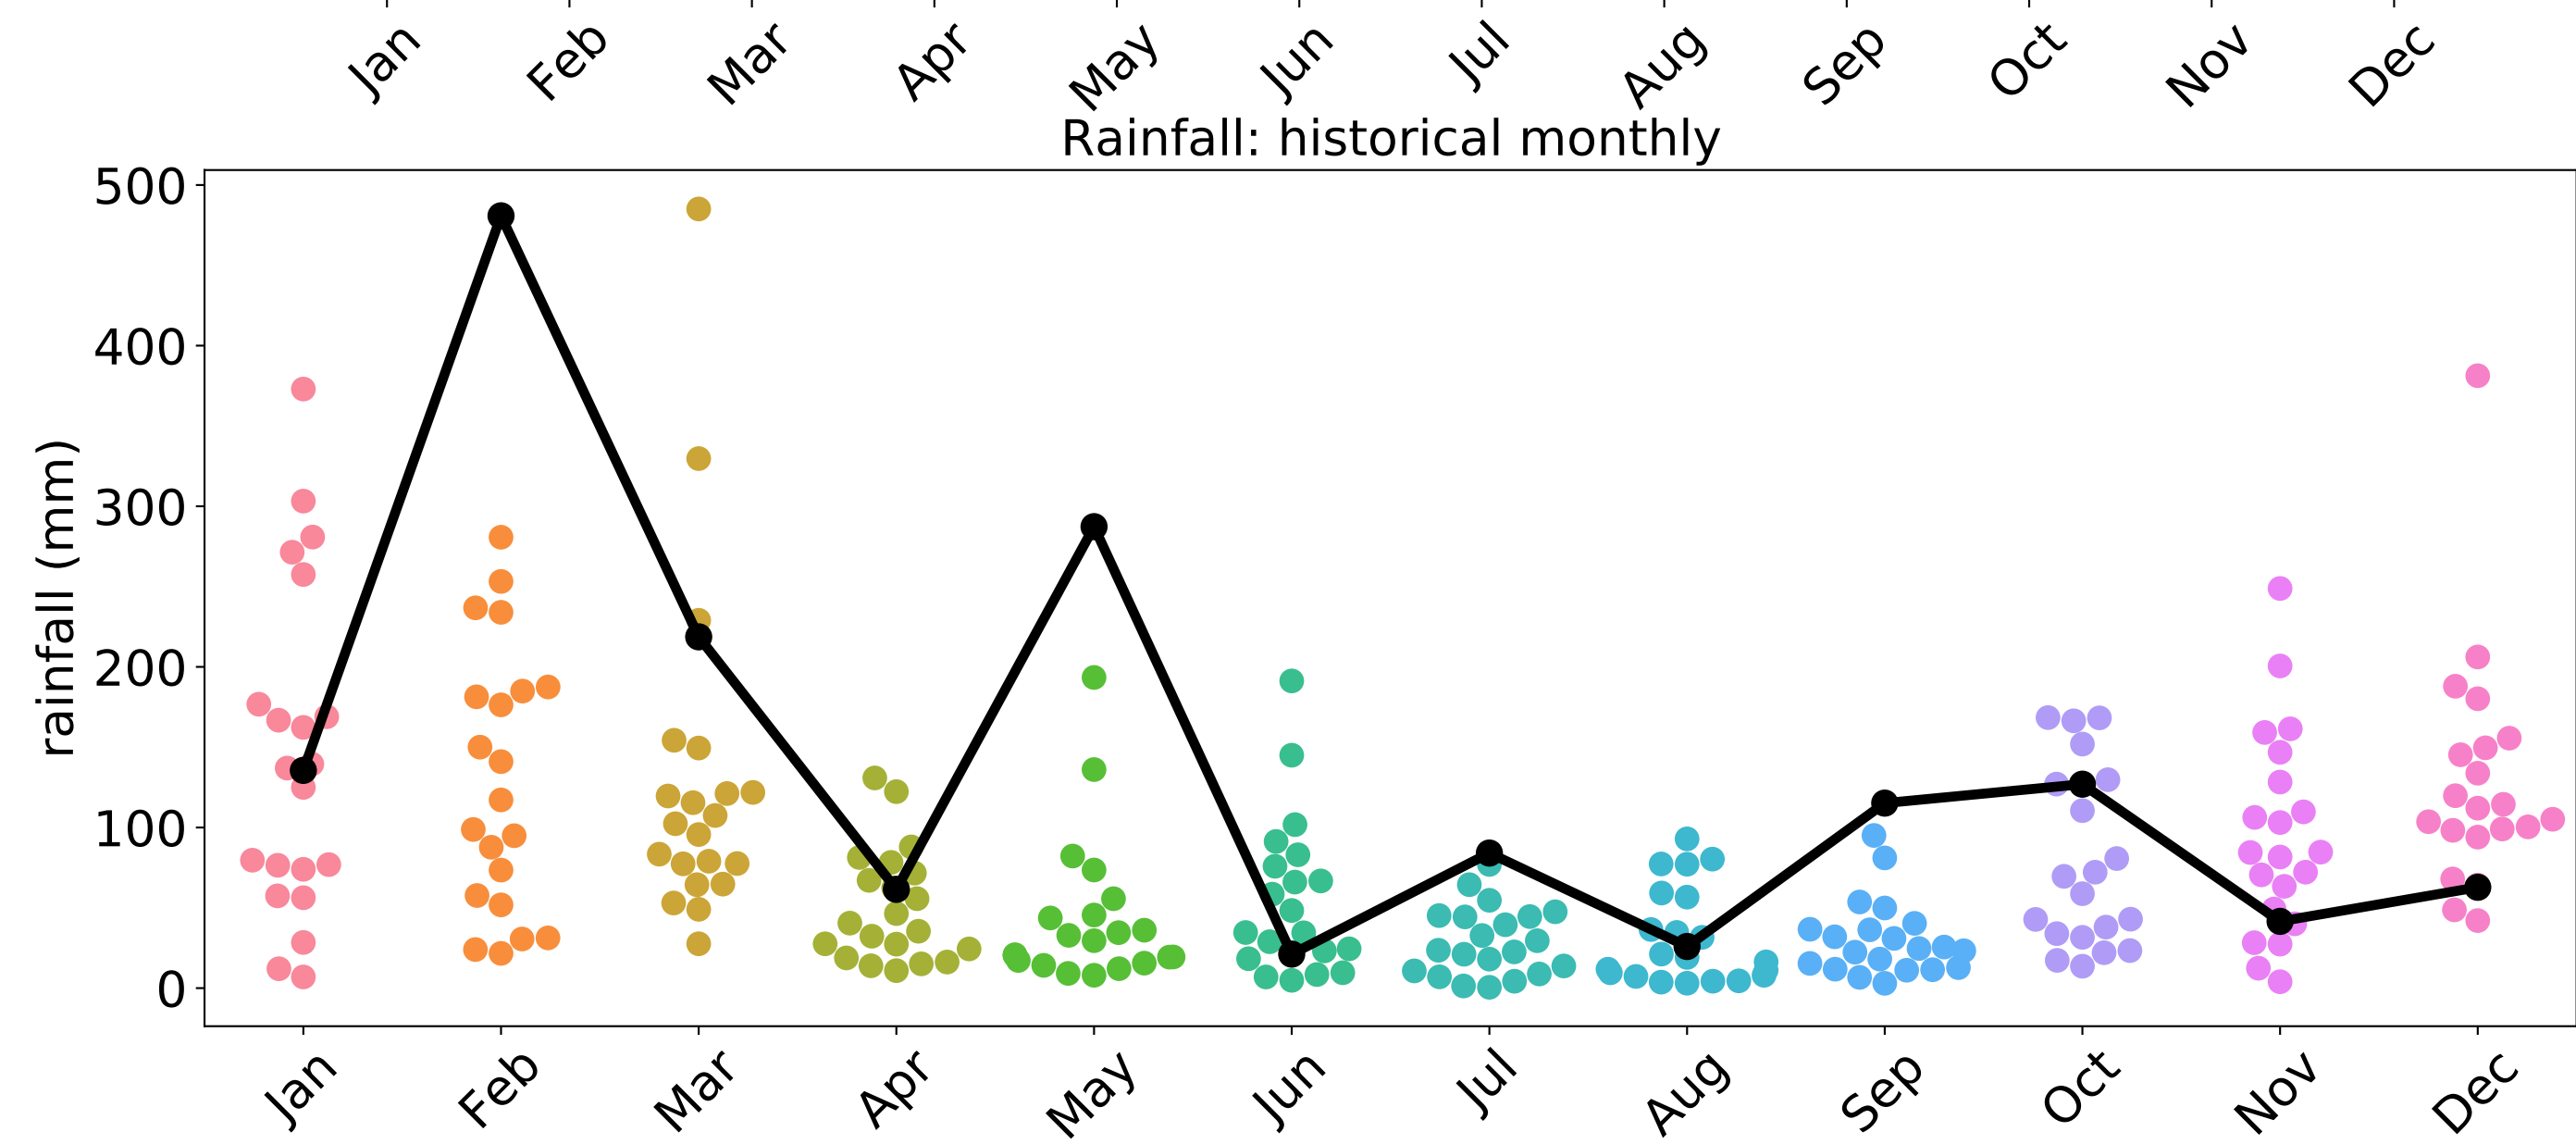 Jan Feb Mar Apr May Jun Jul Aug Sep Oct Nov Dec
Rainfall: historical monthly
rainfall (mm)
500
400
300
200
100
0
Jan Feb Mar Apr May Jun Jul Aug Sep Oct Nov Dec